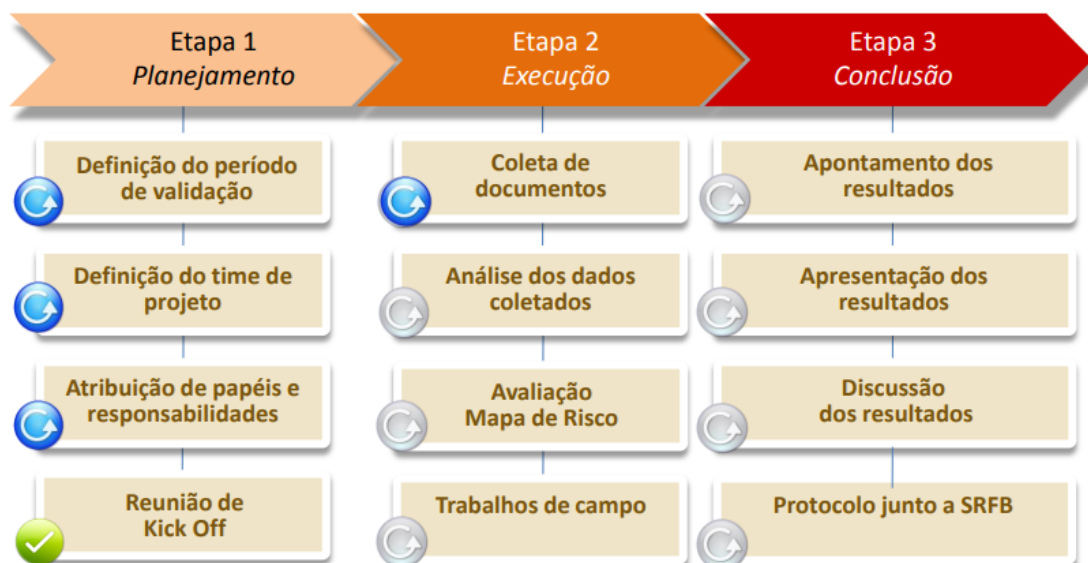 Etapa 1
Planejamento
Etapa 2
Execução
Etapa 3
Conclusão
Definição do período
de validação
Definição do time de
projeto
Atribuição de papéis e
responsabilidades
Reunião de
Kick Off
Coleta de
documentos
Análise dos dados
coletados
Avaliação
Mapa de Risco
Trabalhos de campo
Apontamento dos
resultados
Apresentação dos
resultados
Discussão
dos resultados
Protocolo junto a SRFB